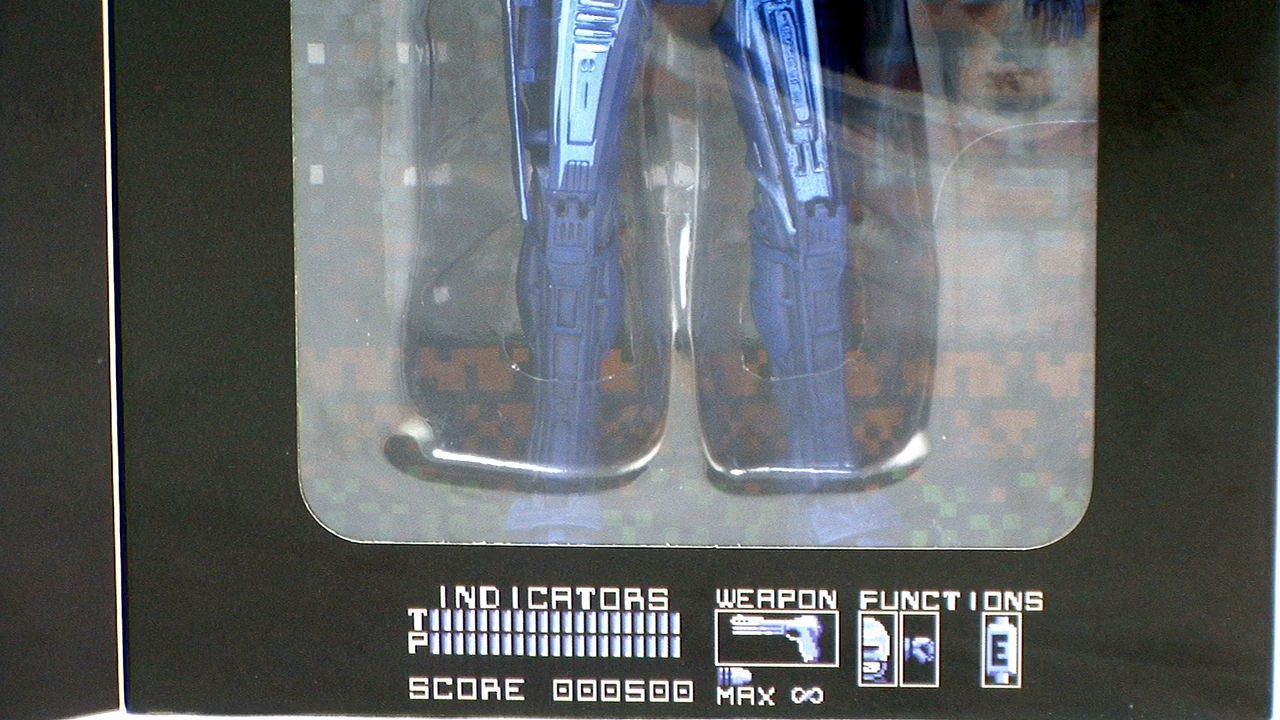 INDICATORS
T
P
SCORE 000500
WEAPON
MAX ∞
FUNCTIONS
E